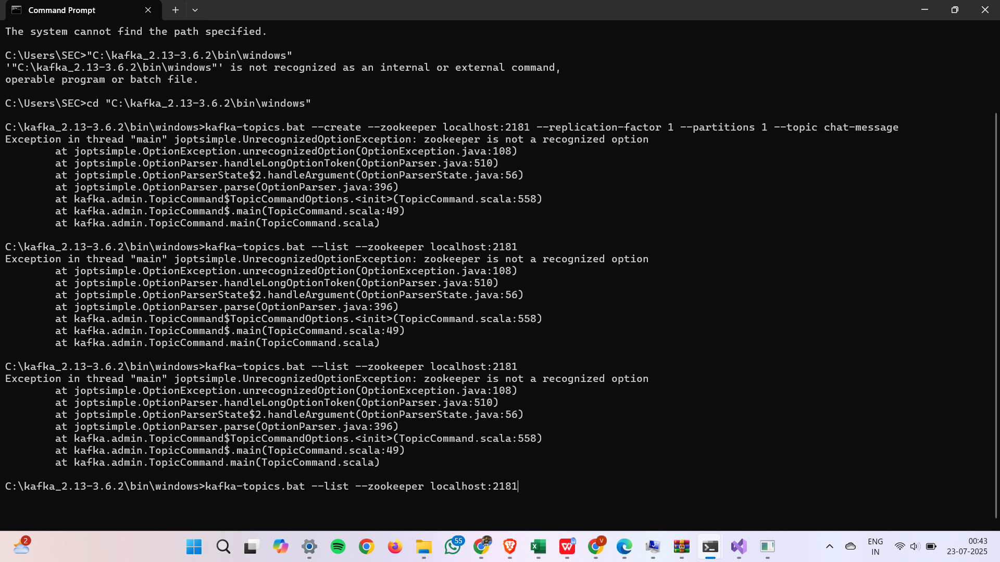 Command Prompt
The system cannot find the path specified.
C:\Users\SEC>"C:\kafka_2.13-3.6.2\bin\windows"
'"C:\kafka_2.13-3.6.2\bin\windows"' is not recognized as an internal or external command,
operable program or batch file.
C:\Users\SEC>cd "C:\kafka_2.13-3.6.2\bin\windows"
C:\kafka_2.13-3.6.2\bin\windows>kafka-topics.bat --create --zookeeper localhost:2181 --replication-factor 1 --partitions 1 --topic chat-message
Exception in thread "main" joptsimple.UnrecognizedOptionException: zookeeper is not a recognized option
        at joptsimple.OptionException.unrecognizedOption(OptionException.java:108)
        at joptsimple.OptionParser.handleLongOptionToken(OptionParser.java:510)
        at joptsimple.OptionParserState$2.handleArgument(OptionParserState.java:56)
        at joptsimple.OptionParser.parse(OptionParser.java:396)
        at kafka.admin.TopicCommand$TopicCommandOptions.<init>(TopicCommand.scala:558)
        at kafka.admin.TopicCommand$.main(TopicCommand.scala:49)
        at kafka.admin.TopicCommand.main(TopicCommand.scala)
C:\kafka_2.13-3.6.2\bin\windows>kafka-topics.bat --list --zookeeper localhost:2181
Exception in thread "main" joptsimple.UnrecognizedOptionException: zookeeper is not a recognized option
        at joptsimple.OptionException.unrecognizedOption(OptionException.java:108)
        at joptsimple.OptionParser.handleLongOptionToken(OptionParser.java:510)
        at joptsimple.OptionParserState$2.handleArgument(OptionParserState.java:56)
        at joptsimple.OptionParser.parse(OptionParser.java:396)
        at kafka.admin.TopicCommand$TopicCommandOptions.<init>(TopicCommand.scala:558)
        at kafka.admin.TopicCommand$.main(TopicCommand.scala:49)
        at kafka.admin.TopicCommand.main(TopicCommand.scala)
C:\kafka_2.13-3.6.2\bin\windows>kafka-topics.bat --list --zookeeper localhost:2181
Exception in thread "main" joptsimple.UnrecognizedOptionException: zookeeper is not a recognized option
        at joptsimple.OptionException.unrecognizedOption(OptionException.java:108)
        at joptsimple.OptionParser.handleLongOptionToken(OptionParser.java:510)
        at joptsimple.OptionParserState$2.handleArgument(OptionParserState.java:56)
        at joptsimple.OptionParser.parse(OptionParser.java:396)
        at kafka.admin.TopicCommand$TopicCommandOptions.<init>(TopicCommand.scala:558)
        at kafka.admin.TopicCommand$.main(TopicCommand.scala:49)
        at kafka.admin.TopicCommand.main(TopicCommand.scala)
C:\kafka_2.13-3.6.2\bin\windows>kafka-topics.bat --list --zookeeper localhost:2181
2
55
V
ENG
IN
00:43
23-07-2025